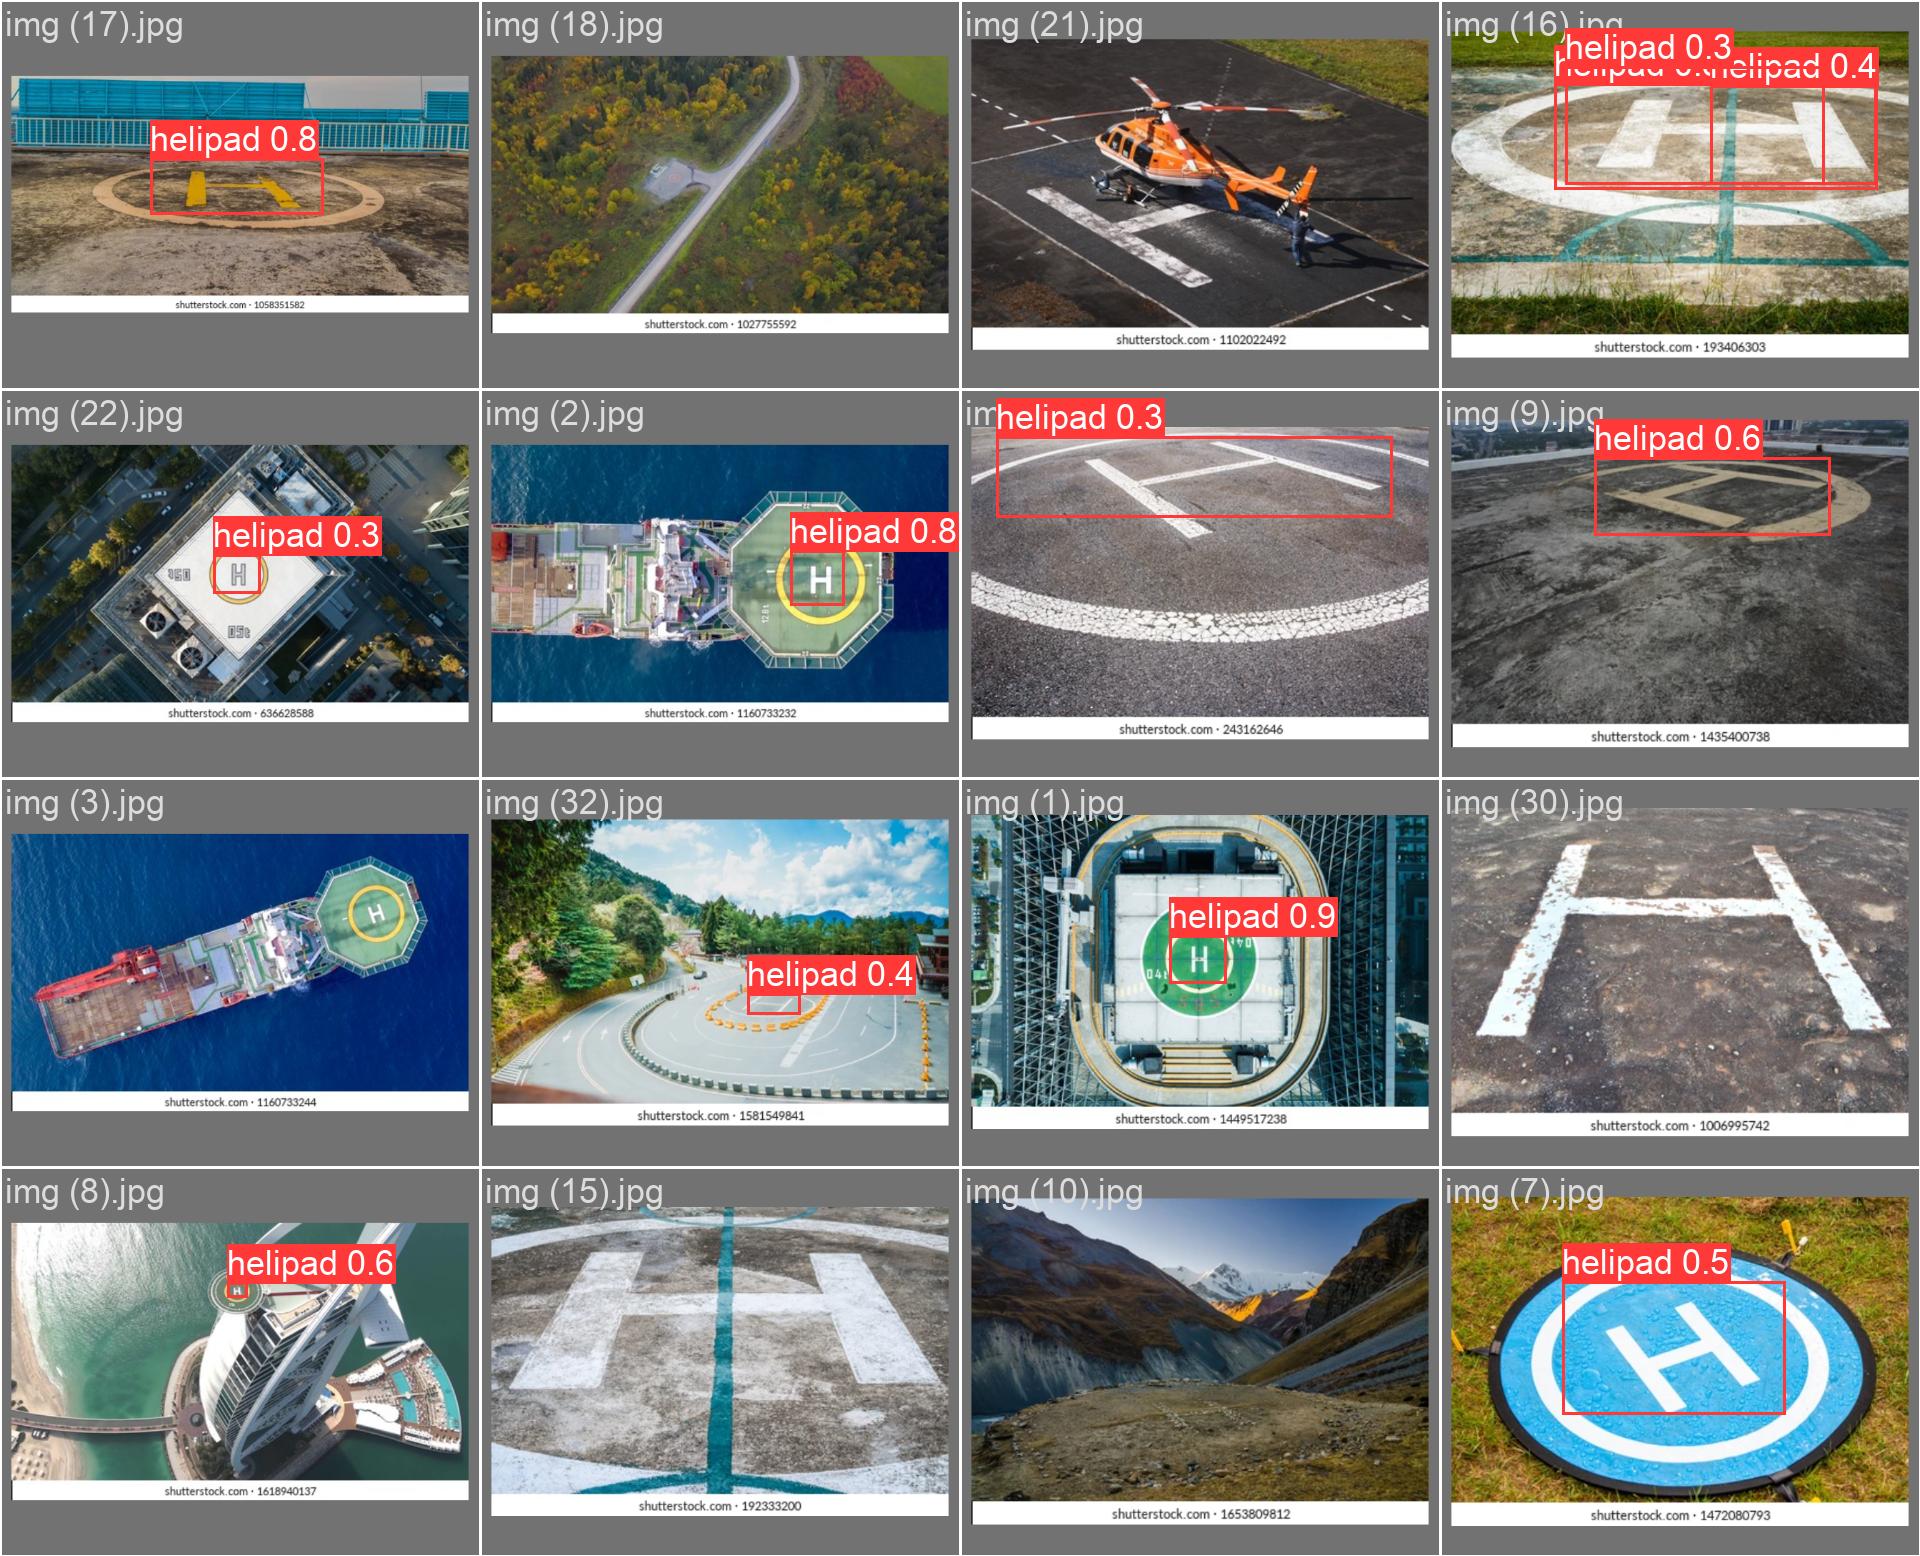 img (17).jpg
helipad 0.8
H
shutterstock.com · 1058351582
img (18).jpg
shutterstock.com · 1027755592
img (21).jpg
H
shutterstock.com · 1102022492
img (16).jpg
helipad 0.3
helipad 0.4
H
shutterstock.com · 193406303
img (22).jpg
helipad 0.3
H
shutterstock.com · 636628588
img (2).jpg
helipad 0.8
H
12.8t
shutterstock.com · 1160733232
helipad 0.3
H
shutterstock.com · 243162646
img (9).jpg
helipad 0.6
H
shutterstock.com · 1435400738
img (3).jpg
H
shutterstock.com · 1160733244
img (32).jpg
helipad 0.4
shutterstock.com · 1581549841
img (1).jpg
helipad 0.9
H
04t
04t
shutterstock.com · 1449517238
img (30).jpg
H
shutterstock.com · 1006995742
img (8).jpg
helipad 0.6
H
shutterstock.com · 1618940137
img (15).jpg
H
shutterstock.com · 192333200
img (10).jpg
shutterstock.com · 1653809812
img (7).jpg
helipad 0.5
H
shutterstock.com · 1472080793